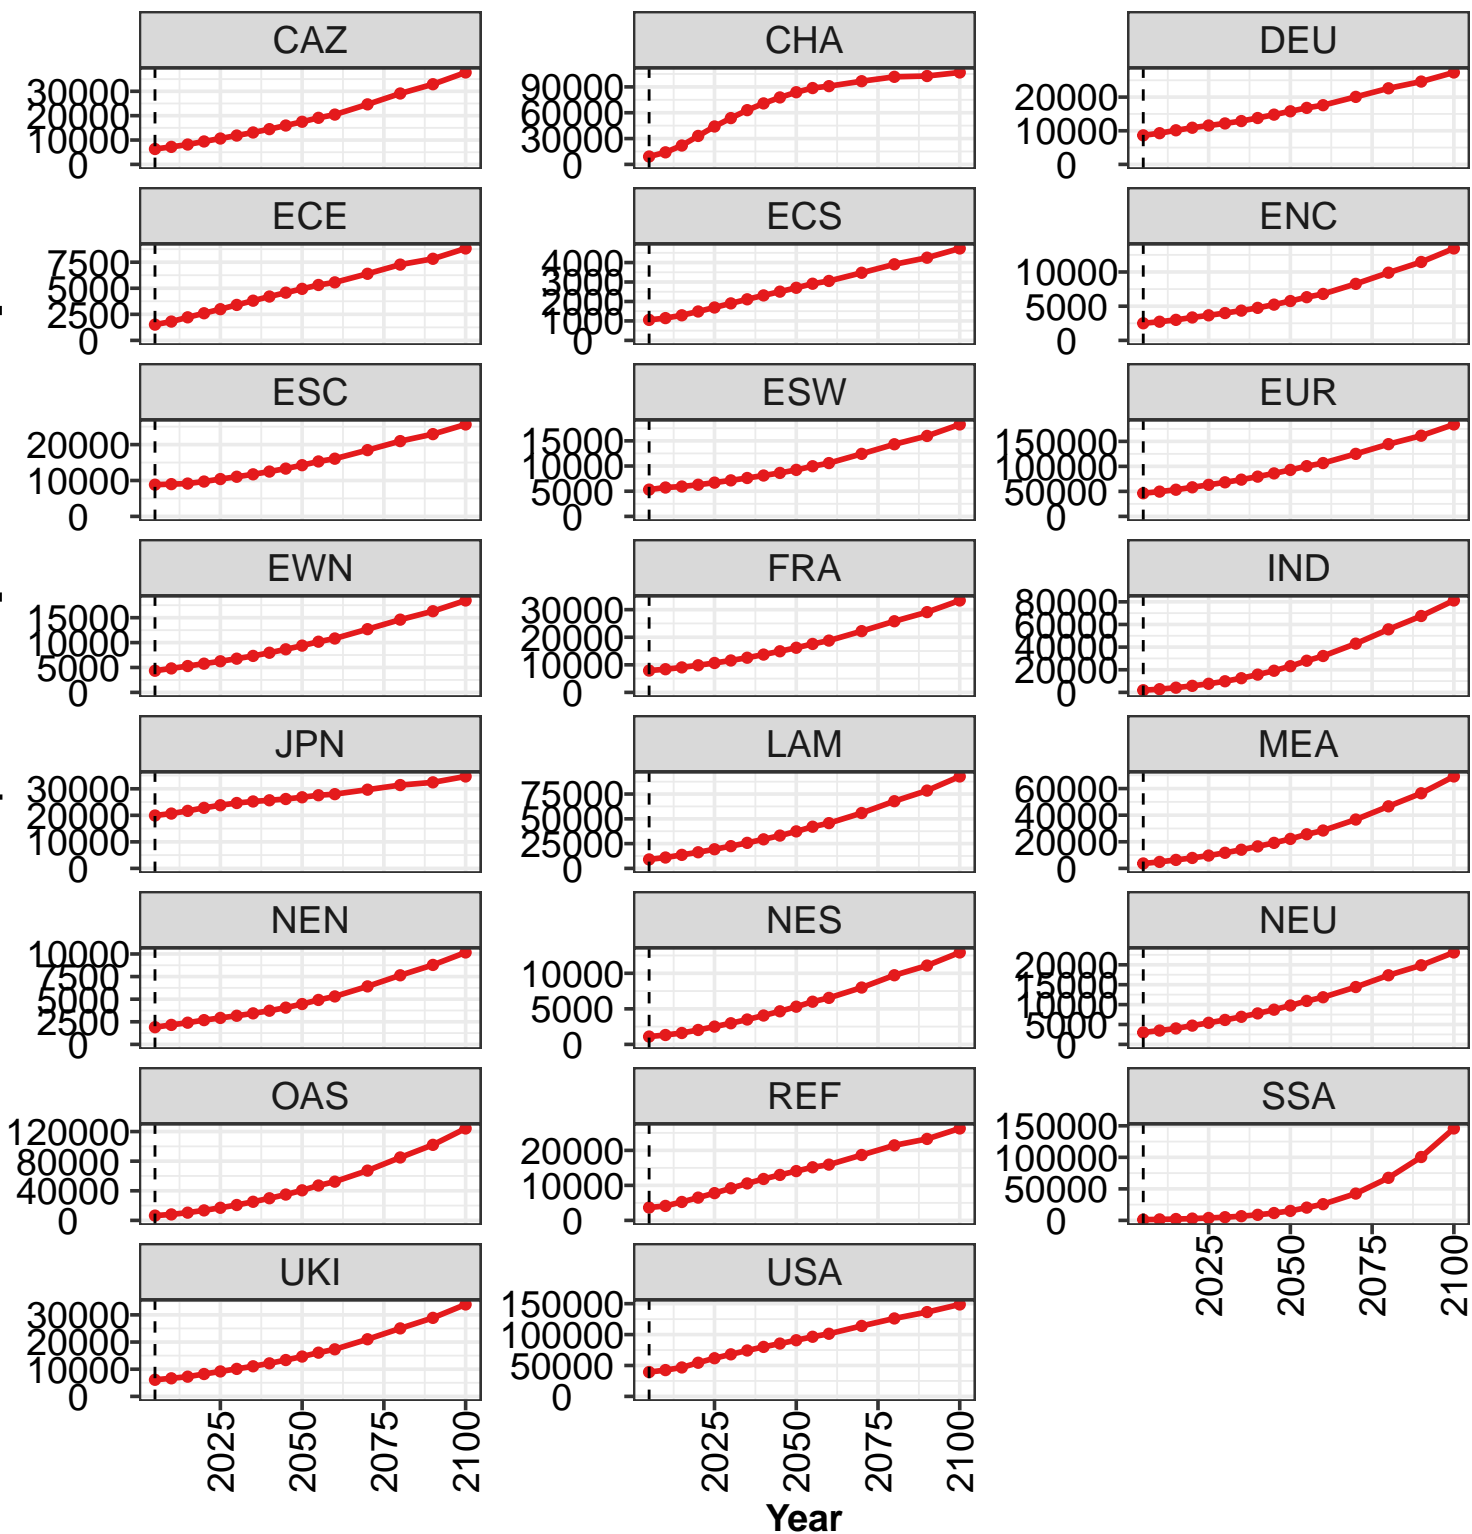 CAZ CHA DEU
30000 20000 10000 0
90000 60000 30000 0
20000 10000 0
ECE ECS ENC
7500 5000 2500 0
4000 3000 2000 1000 0
10000 5000 0
ESC ESW EUR
20000 10000 0
15000 10000 5000 0
150000 100000 50000 0
EWN FRA IND
15000 10000 5000 0
30000 20000 10000 0
80000 60000 40000 20000 0
JPN LAM MEA
30000 20000 10000 0
75000 50000 25000 0
60000 40000 20000 0
NEN NES NEU
10000 7500 5000 2500 0
10000 5000 0
20000 15000 10000 5000 0
OAS REF SSA
120000 80000 40000 0
20000 10000 0
150000 100000 50000 0
2025 2050 2075 2100
UKI USA
30000 20000 10000 0
150000 100000 50000 0
2025 2050 2075 2100
2025 2050 2075 2100
Year